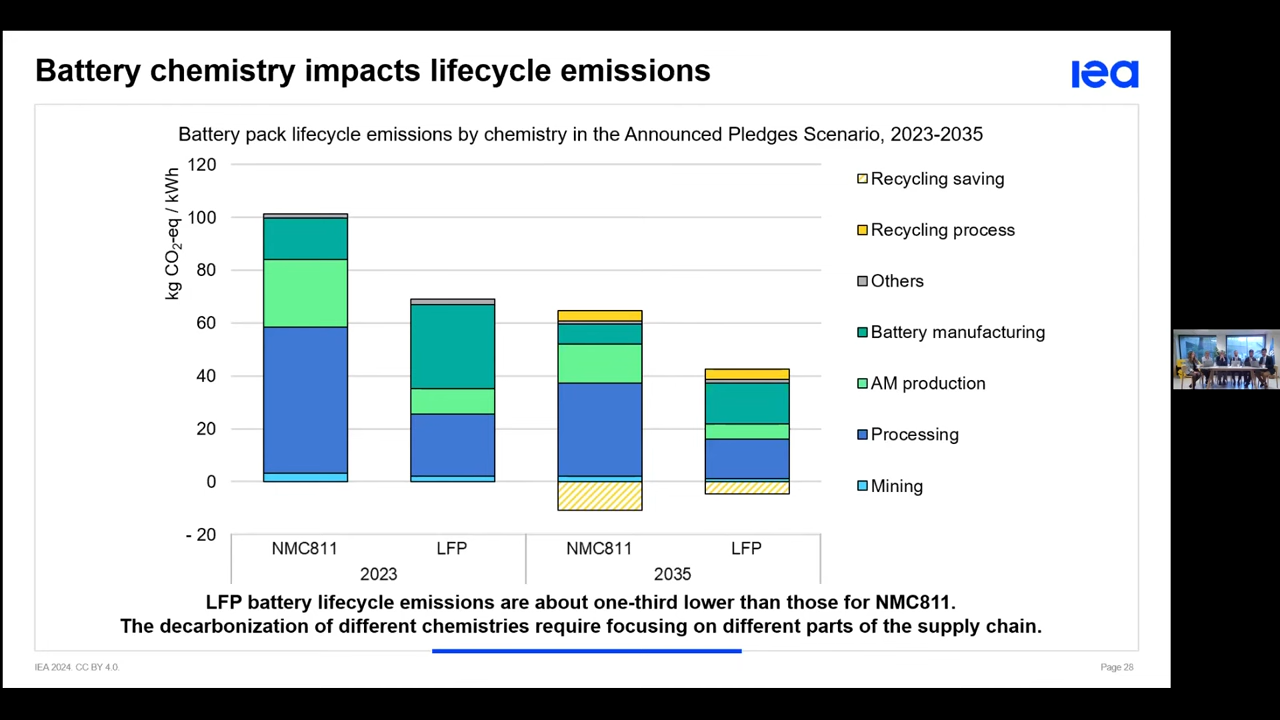 Battery chemistry impacts lifecycle emissions
iea
Battery pack lifecycle emissions by chemistry in the Announced Pledges Scenario, 2023-2035
kg CO₂-eq / kWh
120
100
80
60
40
20
0
- 20
NMC811
LFP
NMC811
LFP
2023
2035
Recycling saving
Recycling process
Others
Battery manufacturing
AM production
Processing
Mining
LFP battery lifecycle emissions are about one-third lower than those for NMC811.
The decarbonization of different chemistries require focusing on different parts of the supply chain.
IEA 2024. CC BY 4.0.
Page 28